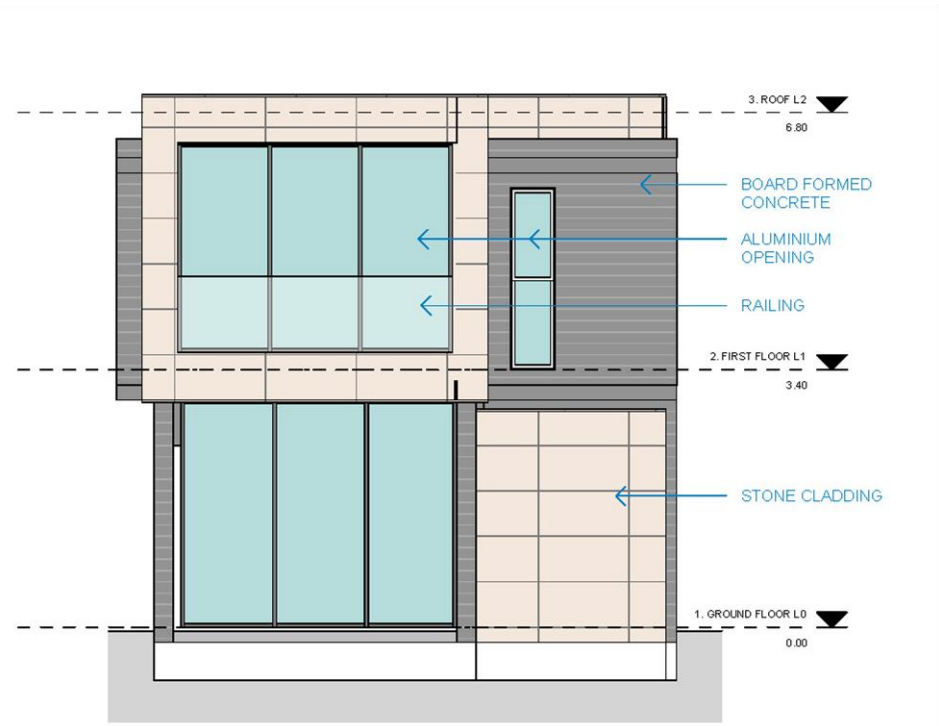 3. ROOF L2
6.80
BOARD FORMED
CONCRETE
ALUMINIUM
OPENING
RAILING
2. FIRST FLOOR L1
3.40
STONE CLADDING
1. GROUND FLOOR L0
0.00